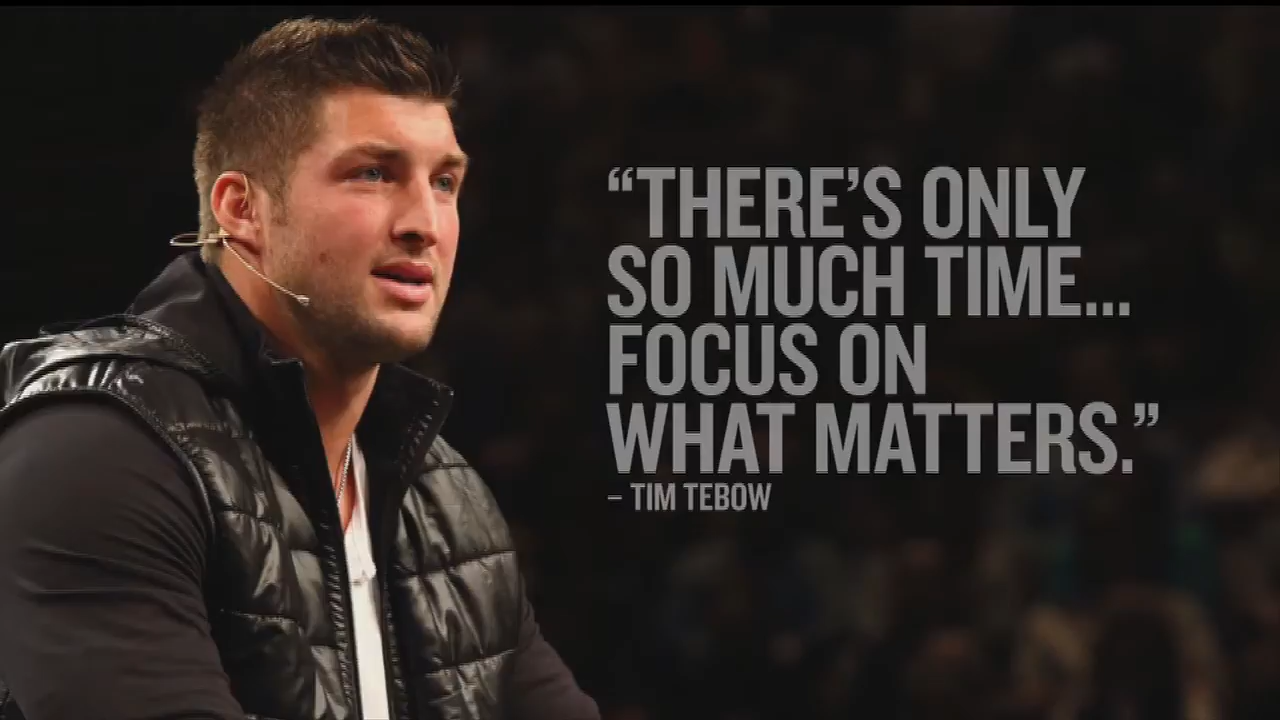 “THERE’S ONLY
SO MUCH TIME...
FOCUS ON
WHAT MATTERS.”
– TIM TEBOW